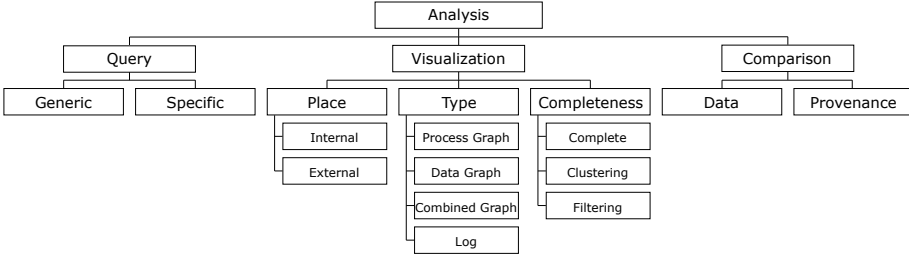 Analysis
Query
Visualization
Comparison
Generic
Specific
Place
Type
Completeness
Data
Provenance
Internal
Process Graph
Complete
External
Data Graph
Clustering
Combined Graph
Filtering
Log